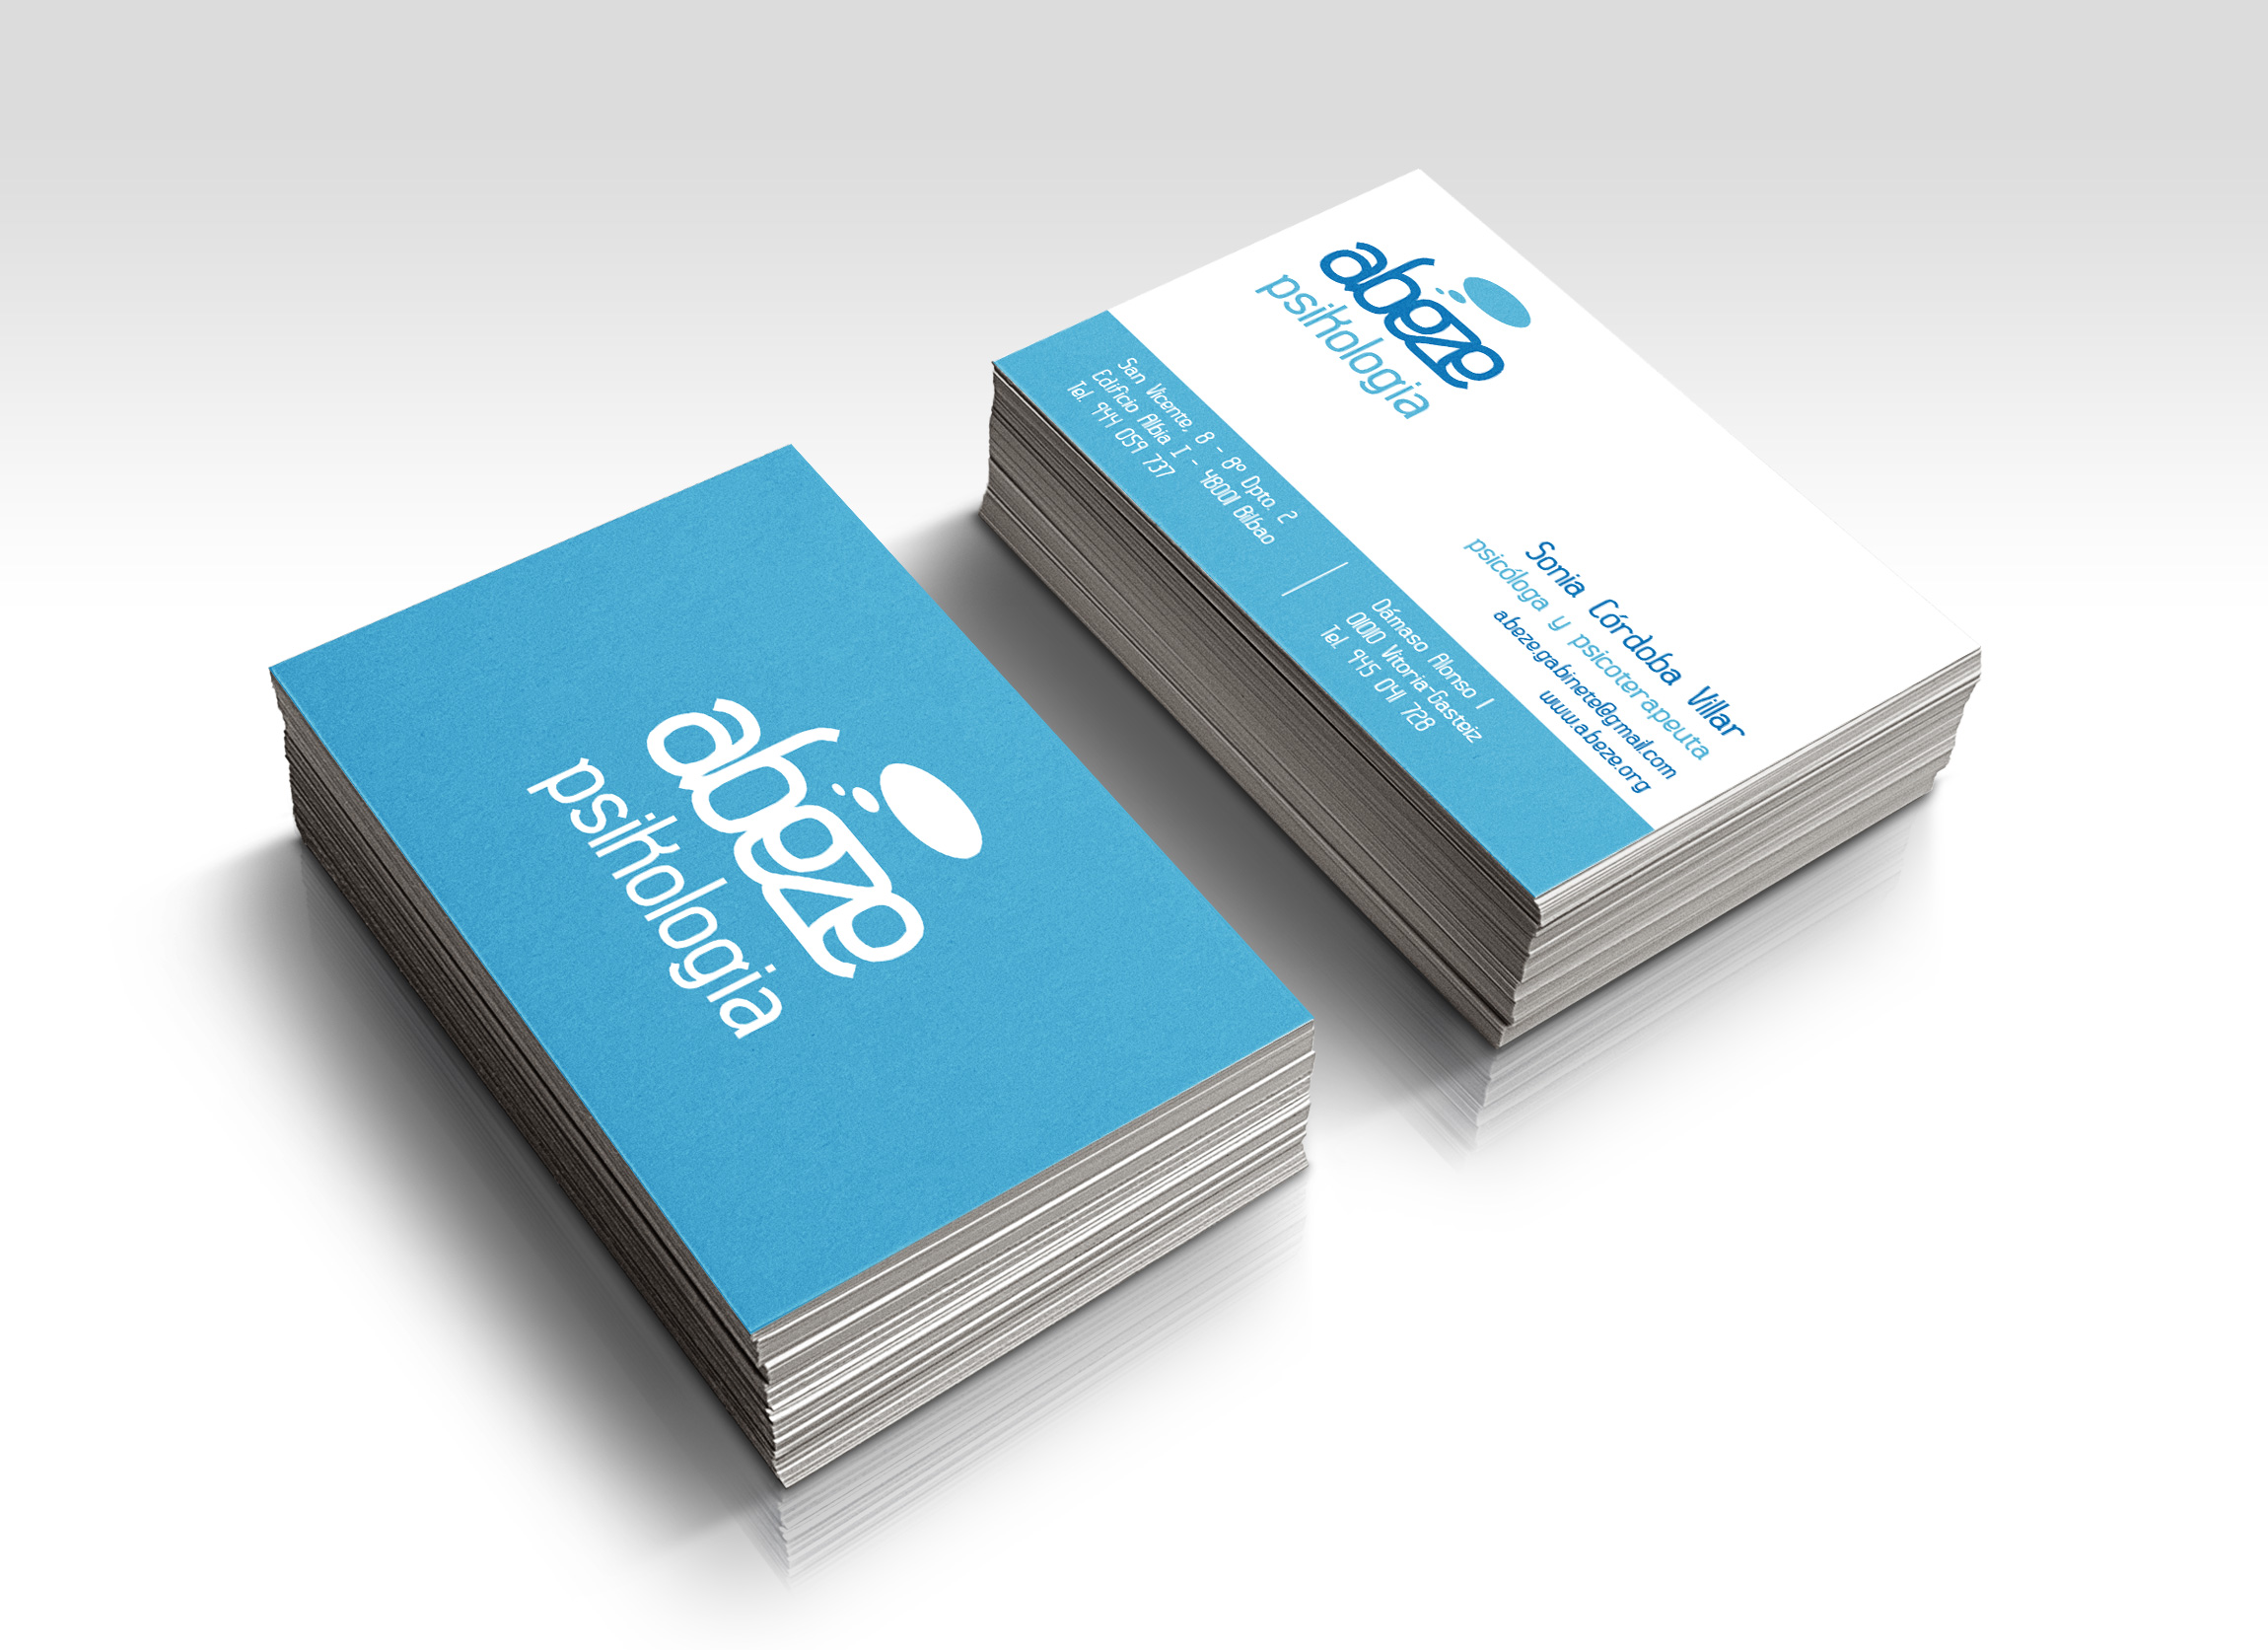 abeze
psikologia
abeze
psikologia
Sonia Córdoba Villar
psicóloga y psicoterapeuta
abeze.gabinete@gmail.com
www.abeze.org
San Vicente, 8 - 8º Dpto. 2
Edificio Albia I - 48001 Bilbao
Tel. 944 059 737
Dámaso Alonso 1
01010 Vitoria-Gasteiz
Tel. 945 041 728